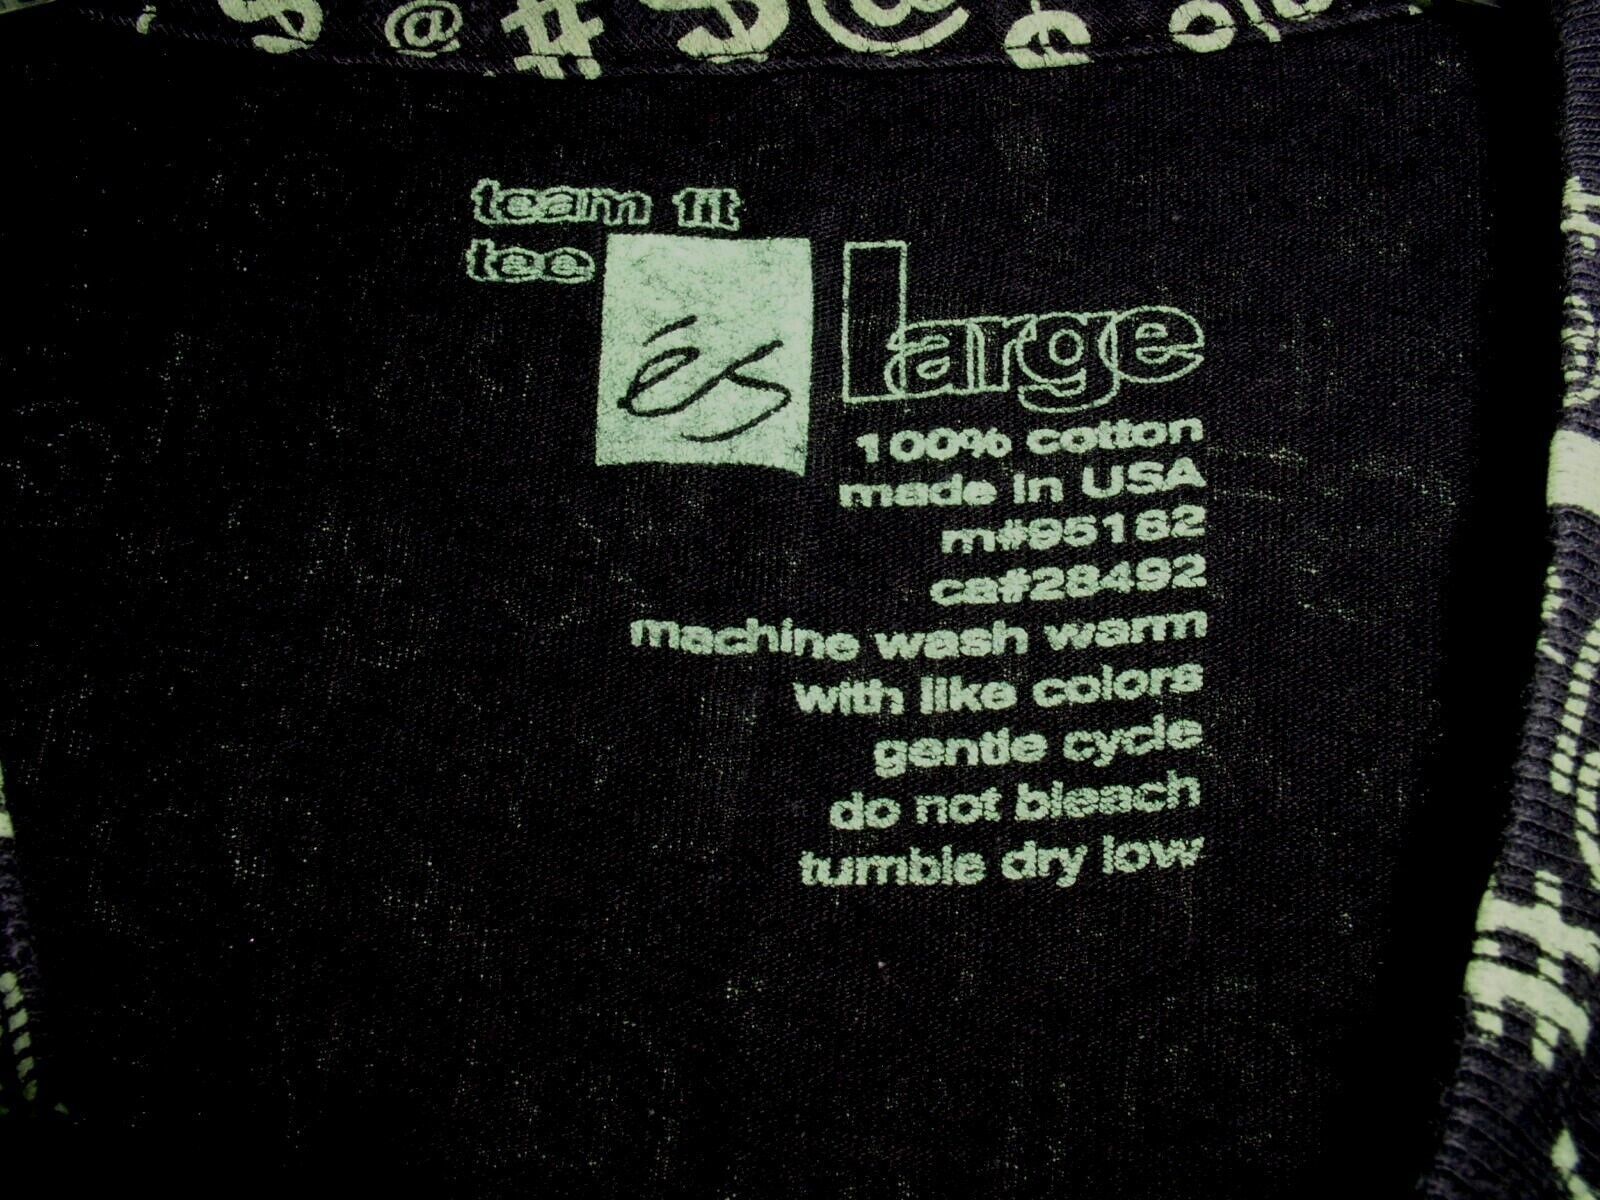 $ @ # $ @ ¢ %
team fit
tee
és
Large
100% cotton
made in USA
m#95182
ca#28492
machine wash warm
with like colors
gentle cycle
do not bleach
tumble dry low